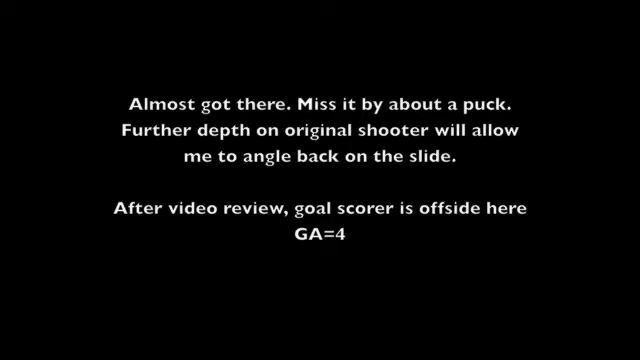 Almost got there. Miss it by about a puck.
Further depth on original shooter will allow
me to angle back on the slide.
After video review, goal scorer is offside here
GA=4